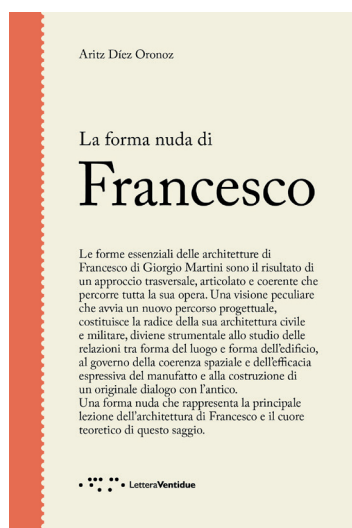 Aritz Díez Oronoz
La forma nuda di
Francesco
Le forme essenziali delle architetture di
Francesco di Giorgio Martini sono il risultato di
un approccio trasversale, articolato e coerente che
percorre tutta la sua opera. Una visione peculiare
che avvia un nuovo percorso progettuale,
costituisce la radice della sua architettura civile
e militare, diviene strumentale allo studio delle
relazioni tra forma del luogo e forma dell'edificio,
al governo della coerenza spaziale e dell'efficacia
espressiva del manufatto e alla costruzione di
un originale dialogo con l'antico.
Una forma nuda che rappresenta la principale
lezione dell'architettura di Francesco e il cuore
teoretico di questo saggio.
LetteraVentidue